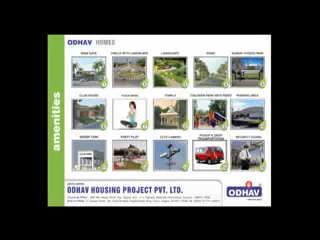 ODHAV HOMES
MAIN GATE
CIRCLE WITH LANDSCAPE
LANDSCAPE
ROAD
SENIOR CITIZEN PARK
CLUB HOUSE
YOGA ROOM
TEMPLE
CHILDREN PARK WITH RIDES
PARKING AREA
WATER TANK
PARTY PLOT
CCTV CAMERA
PICKUP & DROP
TRANSPORTATION
SECURITY GUARD
amenities
ODHAV HOUSING PROJECT PVT. LTD.
ODHAV